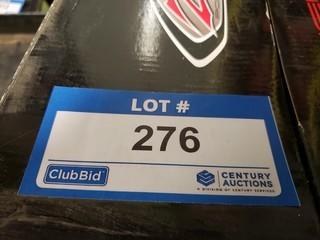 LOT #
276
ClubBid
CENTURY
AUCTIONS
A DIVISION OF CENTURY SERVICES